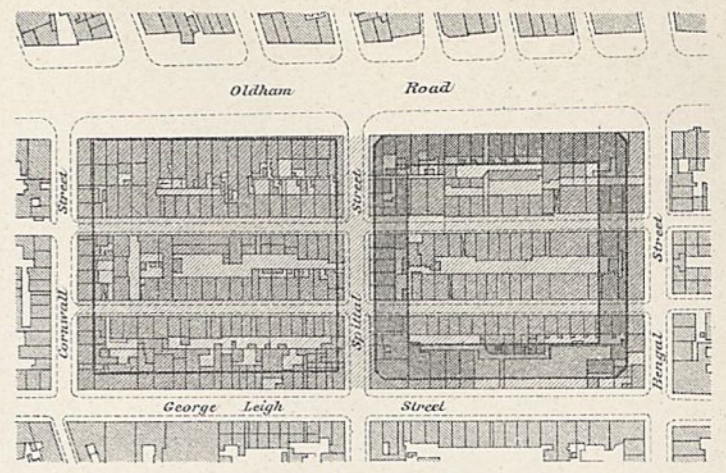 Oldham Road
Cornwall Street
Spittal Street
Bengal Street
George Leigh Street